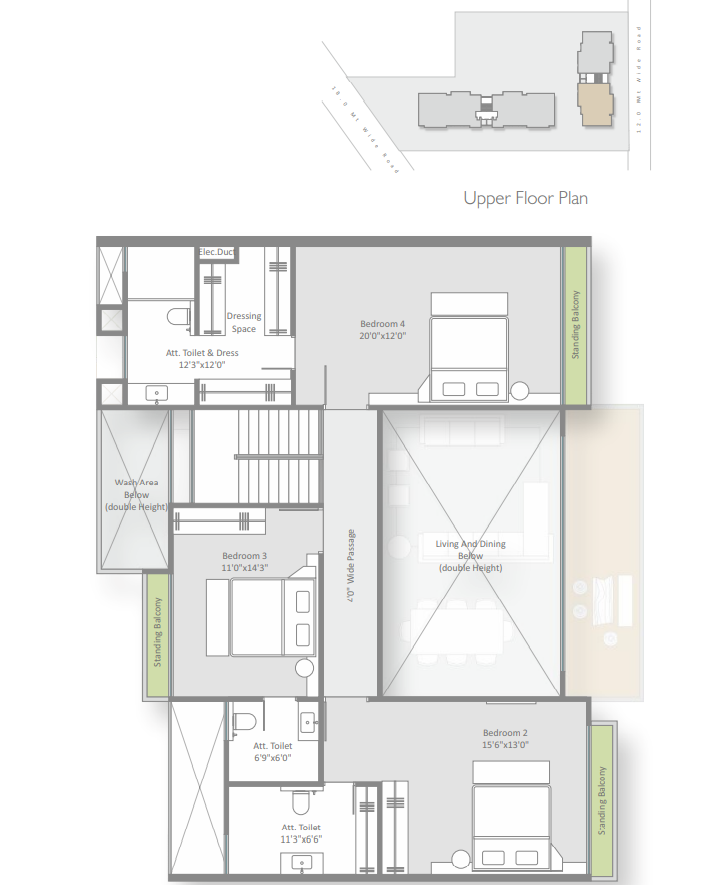 18.0 Mt Wide Road
12.0 Mt Wide Road
Upper Floor Plan
Elec.Duct
Dressing
Space
Att. Toilet & Dress
12'3"x12'0"
Bedroom 4
20'0"x12'0"
Standing Balcony
Wash Area
Below
(double Height)
Bedroom 3
11'0"x14'3"
4'0" Wide Passage
Living And Dining
Below
(double Height)
Standing Balcony
Att. Toilet
6'9"x6'0"
Bedroom 2
15'6"x13'0"
Att. Toilet
11'3"x6'6"
Standing Balcony